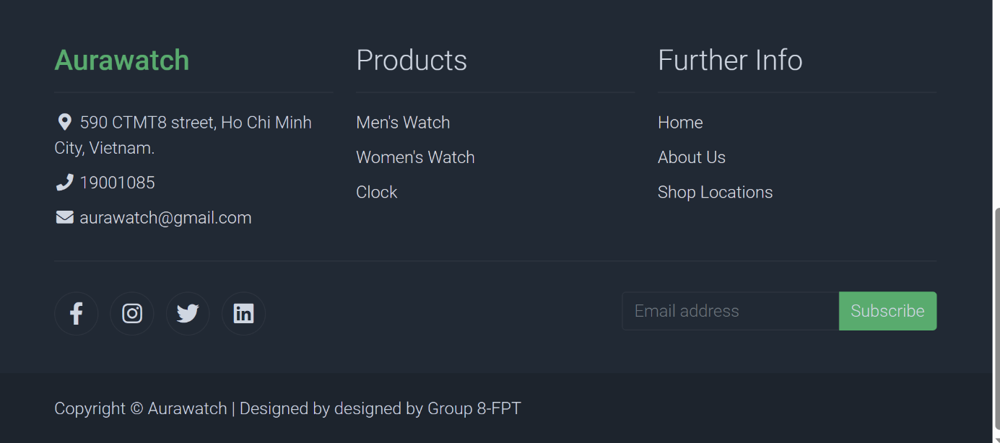 Aurawatch
590 CTMT8 street, Ho Chi Minh
City, Vietnam.
19001085
aurawatch@gmail.com
Products
Men's Watch
Women's Watch
Clock
Further Info
Home
About Us
Shop Locations
Email address
Subscribe
Copyright © Aurawatch | Designed by designed by Group 8-FPT